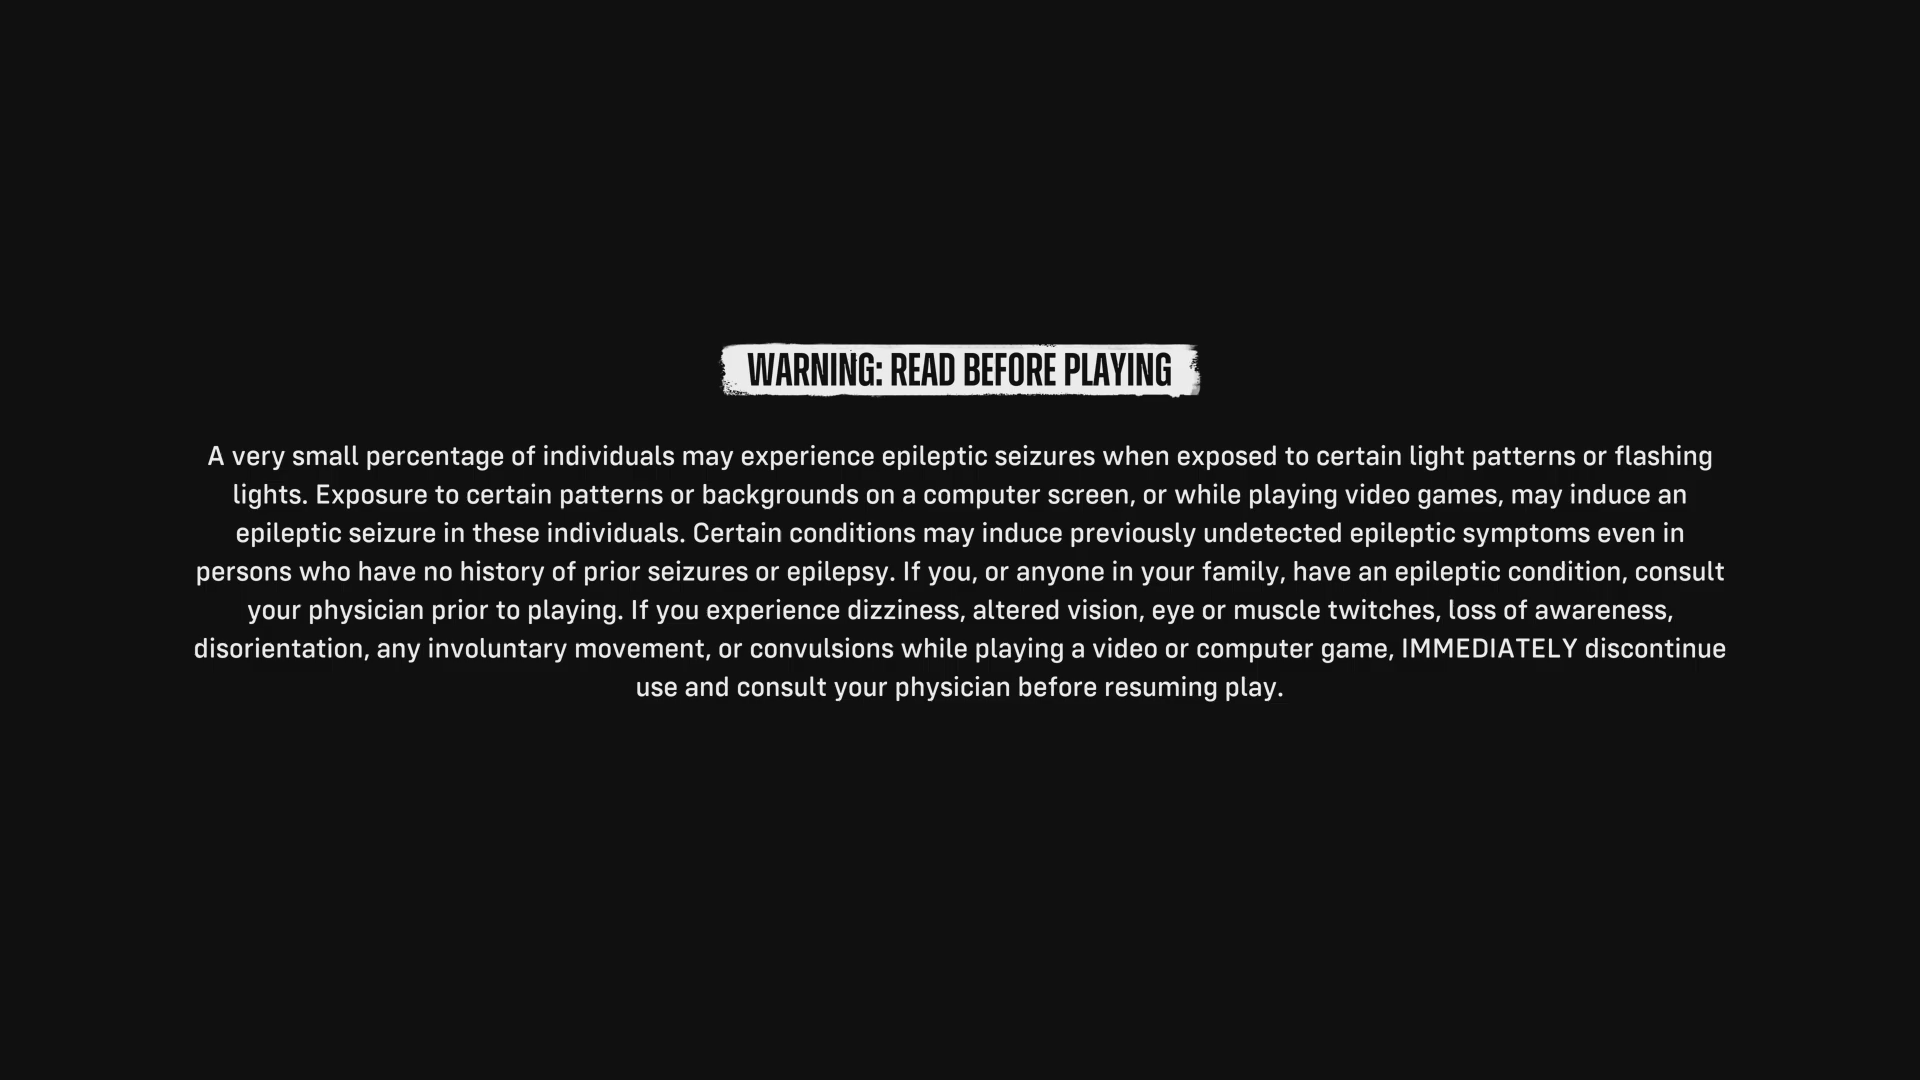 WARNING: READ BEFORE PLAYING
A very small percentage of individuals may experience epileptic seizures when exposed to certain light patterns or flashing
lights. Exposure to certain patterns or backgrounds on a computer screen, or while playing video games, may induce an
epileptic seizure in these individuals. Certain conditions may induce previously undetected epileptic symptoms even in
persons who have no history of prior seizures or epilepsy. If you, or anyone in your family, have an epileptic condition, consult
your physician prior to playing. If you experience dizziness, altered vision, eye or muscle twitches, loss of awareness,
disorientation, any involuntary movement, or convulsions while playing a video or computer game, IMMEDIATELY discontinue
use and consult your physician before resuming play.